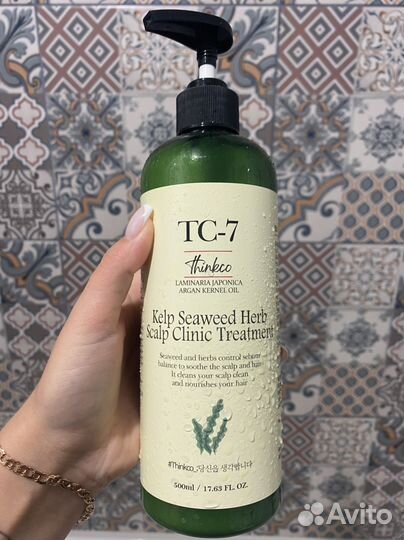 TC-7
Thinkco
LAMINARIA JAPONICA
ARGAN KERNEL OIL
Kelp Seaweed Herb
Scalp Clinic Treatment
Seaweed and herbs control sebum
balance to soothe the scalp and hair
It cleans your scalp clean
and nourishes your hair
#Thinkco_당신을 생각합니다
500ml / 17.63 FL. OZ.
Avito